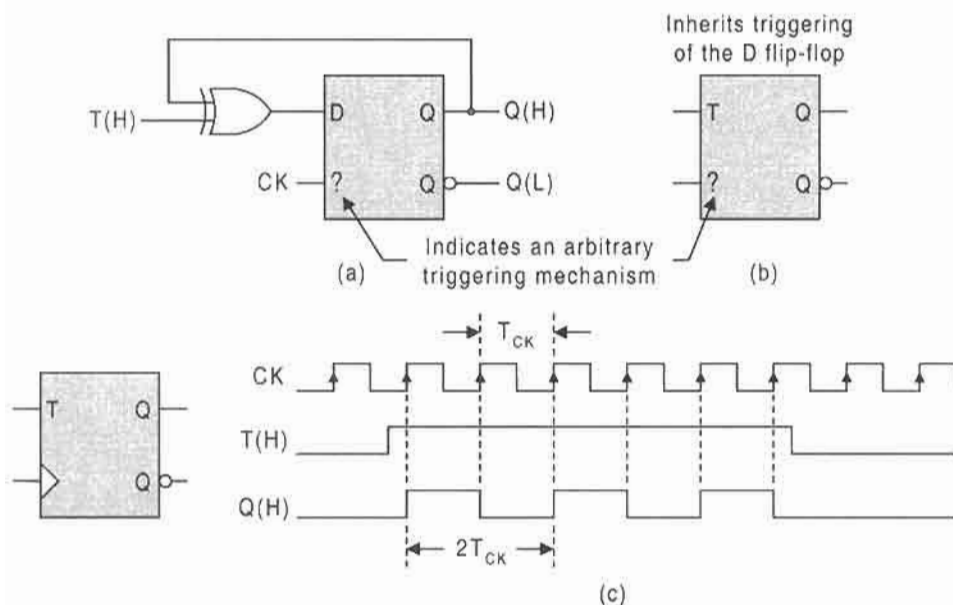 Inherits triggering
of the D flip-flop
T(H)
D
Q
Q(H)
CK
?
Q
Q(L)
T
Q
?
Q
Indicates an arbitrary
triggering mechanism
(a)
(b)
T
Q
Q
T_CK
CK
T(H)
Q(H)
2T_CK
(c)